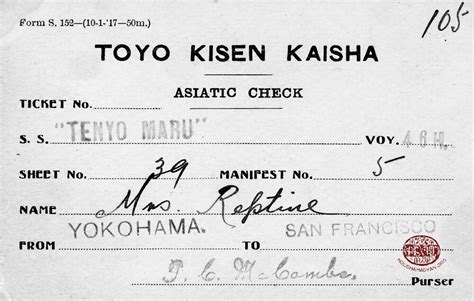 Form S. 152—(10-1-'17—50m.)
105
TOYO KISEN KAISHA
ASIATIC CHECK
TICKET No.
S. S. "TENYO MARU" VOY. 46 H.
SHEET No. 39 MANIFEST No. 5
NAME Mrs. Reptine
YOKOHAMA. SAN FRANCISCO
FROM TO
T. C. McCombs.
Purser